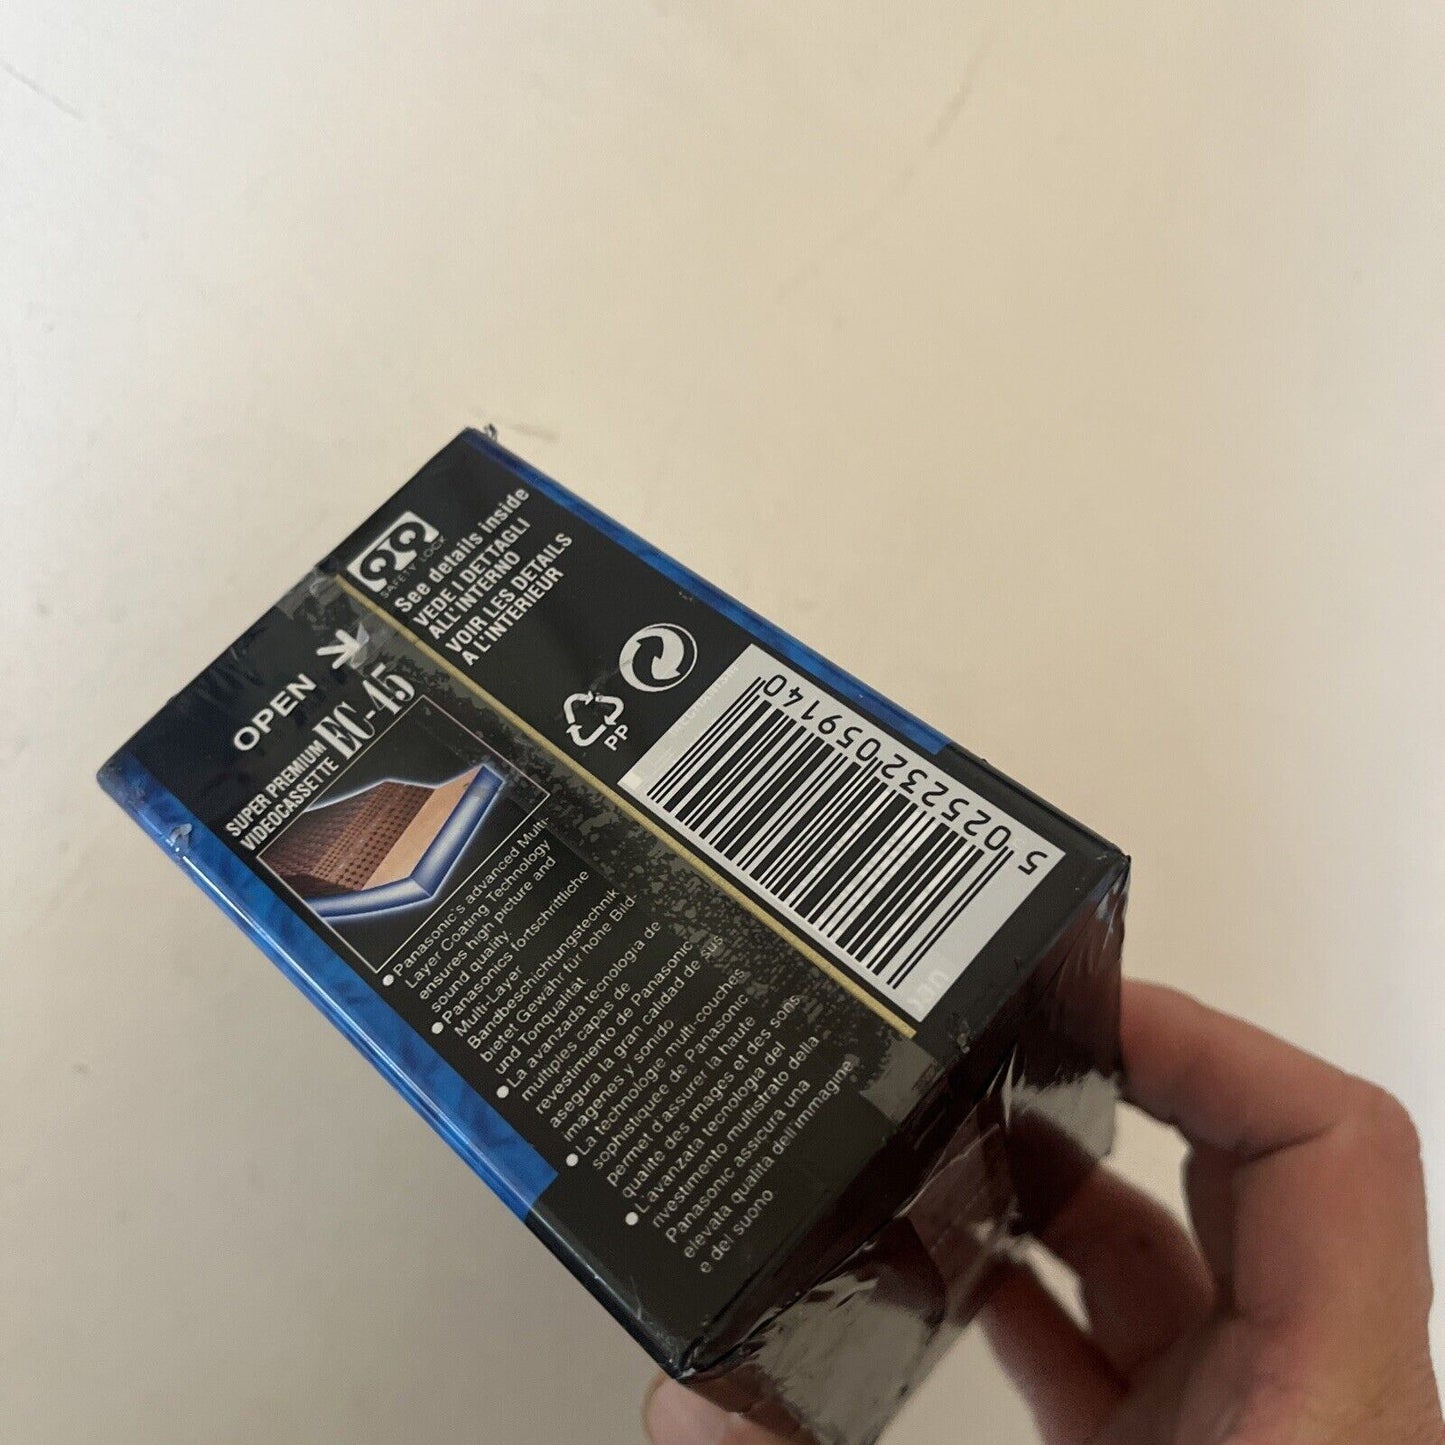 SAFETY LOCK
See details inside
VEDE I DETTAGLI
ALL'INTERNO
VOIR LES DETAILS
A L'INTERIEUR
PP
5 025232 059140
OPEN
SUPER PREMIUM
VIDEOCASSETTE
EC-45
● Panasonic's advanced Multi-
Layer Coating Technology
ensures high picture and
sound quality.
● Panasonics fortschrittliche
Multi-Layer
Bandbeschichtungstechnik
bietet Gewähr für hohe Bild-
und Tonqualität
● La avanzada tecnologia de
multiples capas de
revestimiento de Panasonic
asegura la gran calidad de sus
imagenes y sonido
● La technologie multi-couches
sophistiquée de Panasonic
permet d'assurer la haute
qualite des images et des sons
● L'avanzata tecnologia del
rivestimento multistrato della
Panasonic assicura una
elevata qualita dell'immagine
e del suono